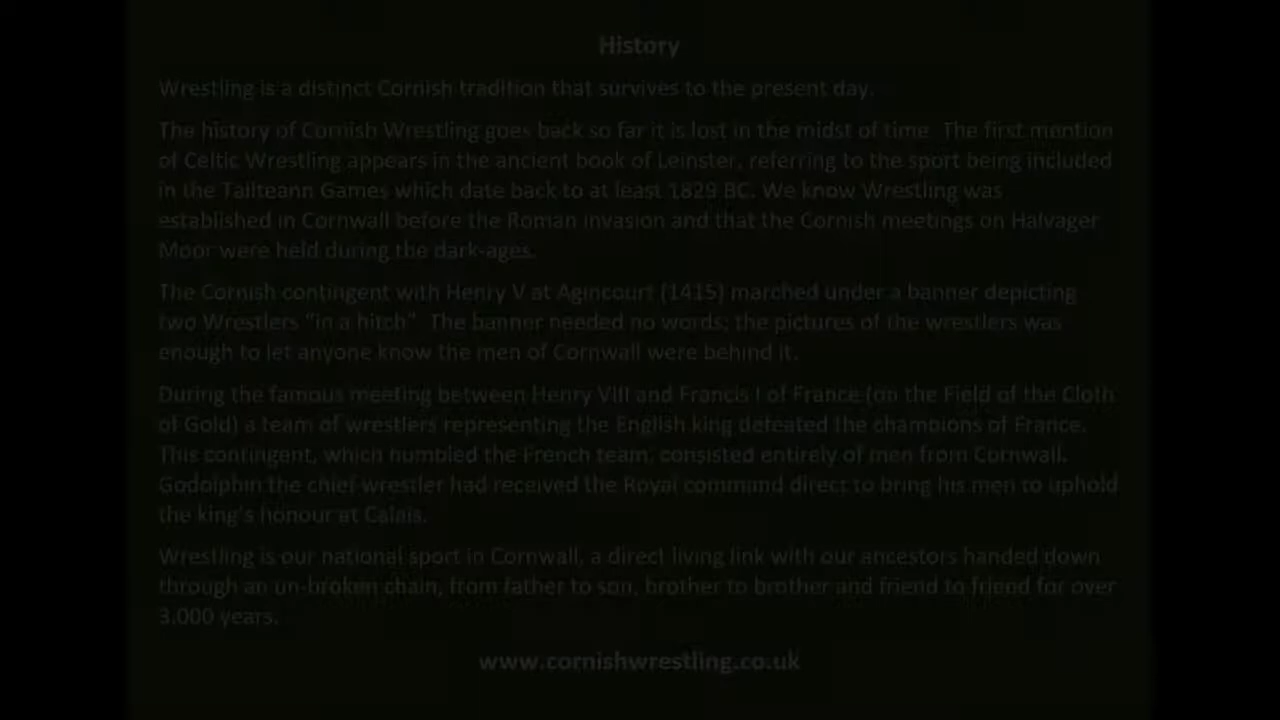 History
Wrestling is a distinct Cornish tradition that survives to the present day.
The history of Cornish Wrestling goes back so far it is lost in the midst of time. The first mention
of Celtic Wrestling appears in the ancient book of Leinster, referring to the sport being included
in the Tailteann Games which date back to at least 1829 BC. We know Wrestling was
established in Cornwall before the Roman invasion and that the Cornish meetings on Halvager
Moor were held during the dark-ages.
The Cornish contingent with Henry V at Agincourt (1415) marched under a banner depicting
two Wrestlers "in a hitch". The banner needed no words; the pictures of the wrestlers was
enough to let anyone know the men of Cornwall were behind it.
During the famous meeting between Henry VIII and Francis I of France (on the Field of the Cloth
of Gold) a team of wrestlers representing the English king defeated the champions of France.
This contingent, which humbled the French team, consisted entirely of men from Cornwall.
Godolphin the chief wrestler had received the Royal command direct to bring his men to uphold
the king's honour at Calais.
Wrestling is our national sport in Cornwall, a direct living link with our ancestors handed down
through an un-broken chain, from father to son, brother to brother and friend to friend for over
3,000 years.
www.cornishwrestling.co.uk